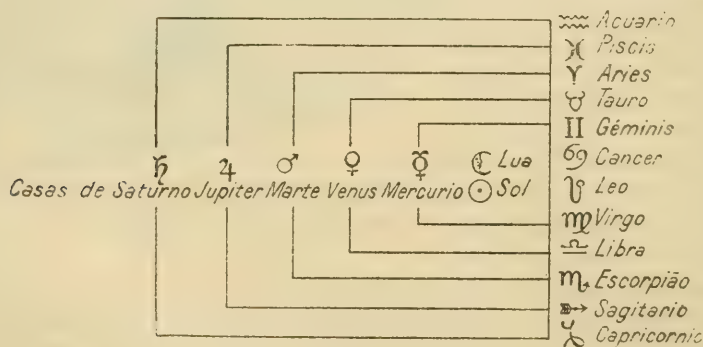 ♒ Acuario
♓ Piscis
♈ Aries
♉ Tauro
♊ Géminis
♄ ♃ ♂ ♀ ☿ ☾ Lua ♋ Cancer
Casas de Saturno Jupiter Marte Venus Mercurio ☉ Sol ♌ Leo
♍ Virgo
♎ Libra
♏ Escorpião
♐ Sagitario
♑ Capricornic